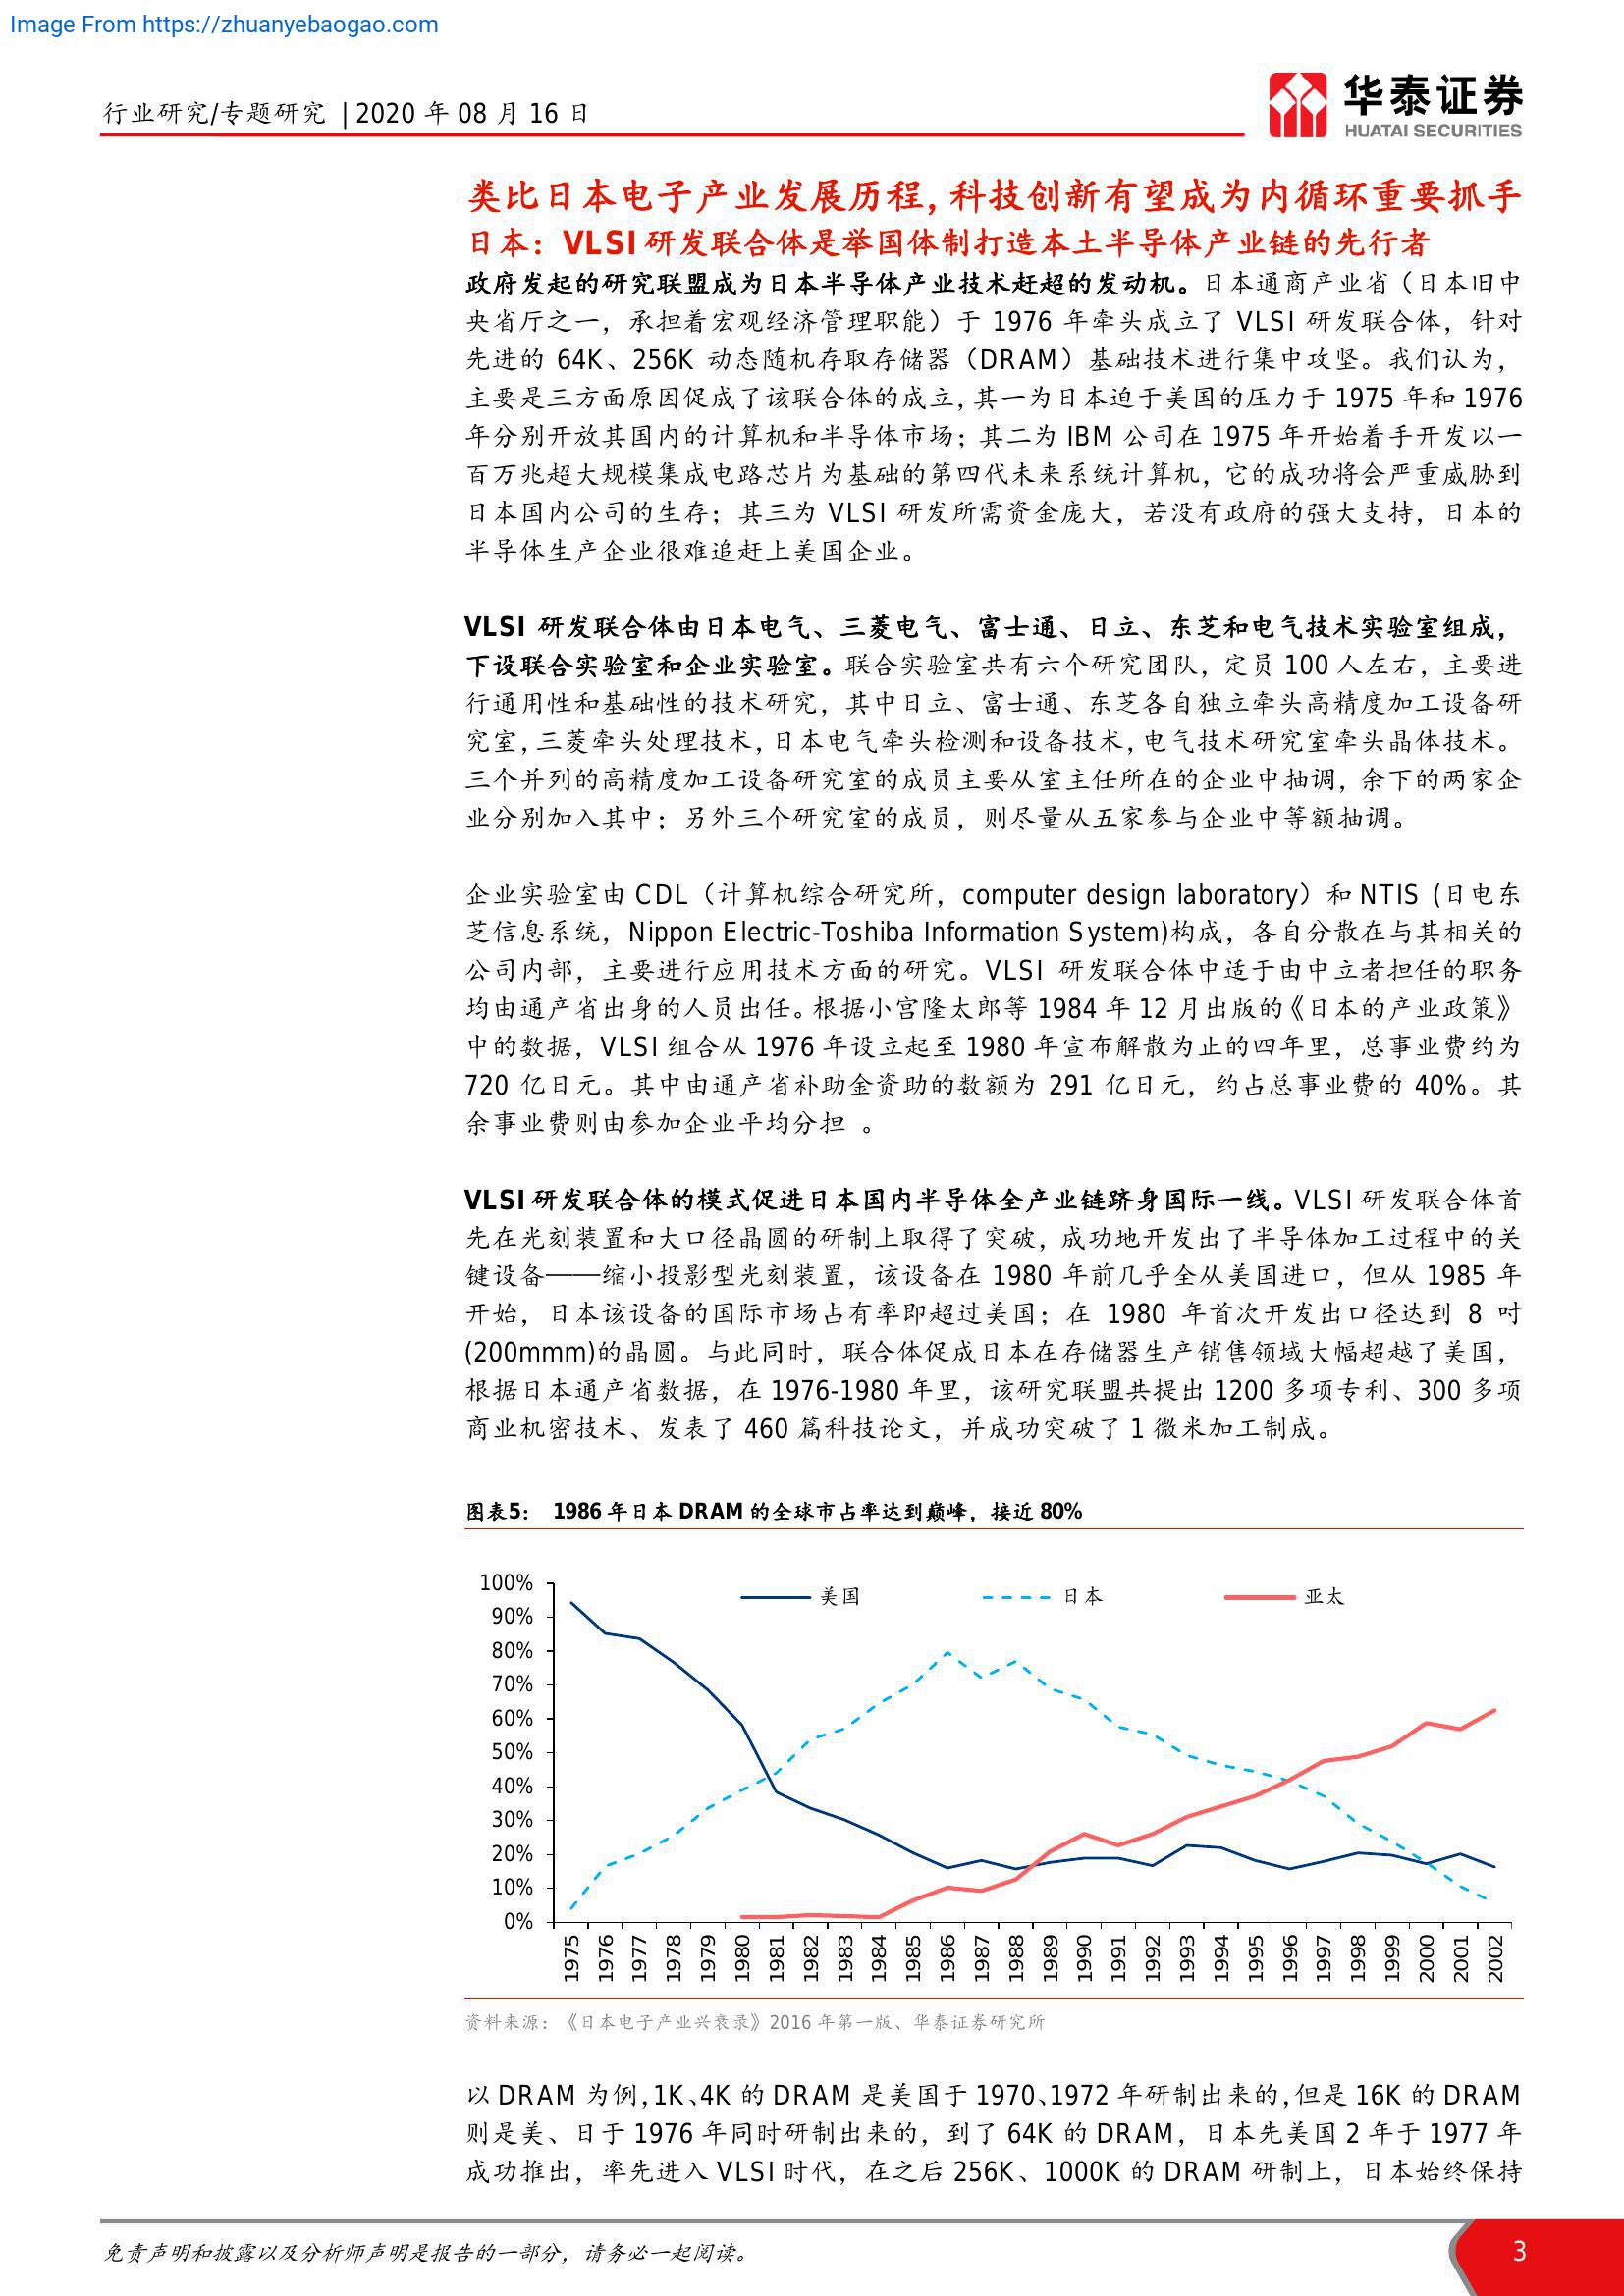 Image From https://zhuanyebaogao.com
行业研究/专题研究 | 2020 年 08 月 16 日
华泰证券
HUATAI SECURITIES
类比日本电子产业发展历程,科技创新有望成为内循环重要抓手
日本：VLSI 研发联合体是举国体制打造本土半导体产业链的先行者
政府发起的研究联盟成为日本半导体产业技术赶超的发动机。日本通商产业省（日本旧中
央省厅之一，承担着宏观经济管理职能）于 1976 年牵头成立了 VLSI 研发联合体，针对
先进的 64K、256K 动态随机存取存储器（DRAM）基础技术进行集中攻坚。我们认为，
主要是三方面原因促成了该联合体的成立,其一为日本迫于美国的压力于 1975 年和 1976
年分别开放其国内的计算机和半导体市场；其二为 IBM 公司在 1975 年开始着手开发以一
百万兆超大规模集成电路芯片为基础的第四代未来系统计算机，它的成功将会严重威胁到
日本国内公司的生存；其三为 VLSI 研发所需资金庞大，若没有政府的强大支持，日本的
半导体生产企业很难追赶上美国企业。
VLSI 研发联合体由日本电气、三菱电气、富士通、日立、东芝和电气技术实验室组成，
下设联合实验室和企业实验室。联合实验室共有六个研究团队，定员 100 人左右，主要进
行通用性和基础性的技术研究，其中日立、富士通、东芝各自独立牵头高精度加工设备研
究室,三菱牵头处理技术,日本电气牵头检测和设备技术,电气技术研究室牵头晶体技术。
三个并列的高精度加工设备研究室的成员主要从室主任所在的企业中抽调，余下的两家企
业分别加入其中；另外三个研究室的成员，则尽量从五家参与企业中等额抽调。
企业实验室由 CDL（计算机综合研究所，computer design laboratory）和 NTIS (日电东
芝信息系统，Nippon Electric-Toshiba Information System)构成，各自分散在与其相关的
公司内部，主要进行应用技术方面的研究。VLSI 研发联合体中适于由中立者担任的职务
均由通产省出身的人员出任。根据小宫隆太郎等 1984 年 12 月出版的《日本的产业政策》
中的数据，VLSI 组合从 1976 年设立起至 1980 年宣布解散为止的四年里，总事业费约为
720 亿日元。其中由通产省补助金资助的数额为 291 亿日元，约占总事业费的 40%。其
余事业费则由参加企业平均分担 。
VLSI 研发联合体的模式促进日本国内半导体全产业链跻身国际一线。VLSI 研发联合体首
先在光刻装置和大口径晶圆的研制上取得了突破，成功地开发出了半导体加工过程中的关
键设备——缩小投影型光刻装置，该设备在 1980 年前几乎全从美国进口，但从 1985 年
开始，日本该设备的国际市场占有率即超过美国；在 1980 年首次开发出口径达到 8 吋
(200mmm)的晶圆。与此同时，联合体促成日本在存储器生产销售领域大幅超越了美国，
根据日本通产省数据，在 1976-1980 年里，该研究联盟共提出 1200 多项专利、300 多项
商业机密技术、发表了 460 篇科技论文，并成功突破了 1 微米加工制成。
图表5： 1986 年日本 DRAM 的全球市占率达到巅峰，接近 80%
美国 日本 亚太
100%
90%
80%
70%
60%
50%
40%
30%
20%
10%
0%
1975 1976 1977 1978 1979 1980 1981 1982 1983 1984 1985 1986 1987 1988 1989 1990 1991 1992 1993 1994 1995 1996 1997 1998 1999 2000 2001 2002
资料来源：《日本电子产业兴衰录》2016 年第一版、华泰证券研究所
以 DRAM 为例,1K、4K 的 DRAM 是美国于 1970、1972 年研制出来的,但是 16K 的 DRAM
则是美、日于 1976 年同时研制出来的，到了 64K 的 DRAM，日本先美国 2 年于 1977 年
成功推出，率先进入 VLSI 时代，在之后 256K、1000K 的 DRAM 研制上，日本始终保持
免责声明和披露以及分析师声明是报告的一部分，请务必一起阅读。
3